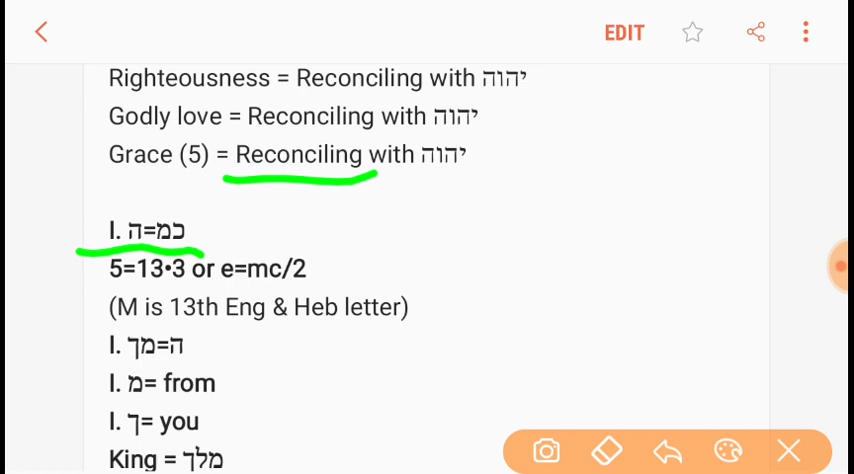 EDIT
Righteousness = Reconciling with יהוה
Godly love = Reconciling with יהוה
Grace (5) = Reconciling with יהוה
I. ה=כמ
5=13•3 or e=mc/2
(M is 13th Eng & Heb letter)
I. ה=מך
I. מ= from
I. ך= you
King = מלך